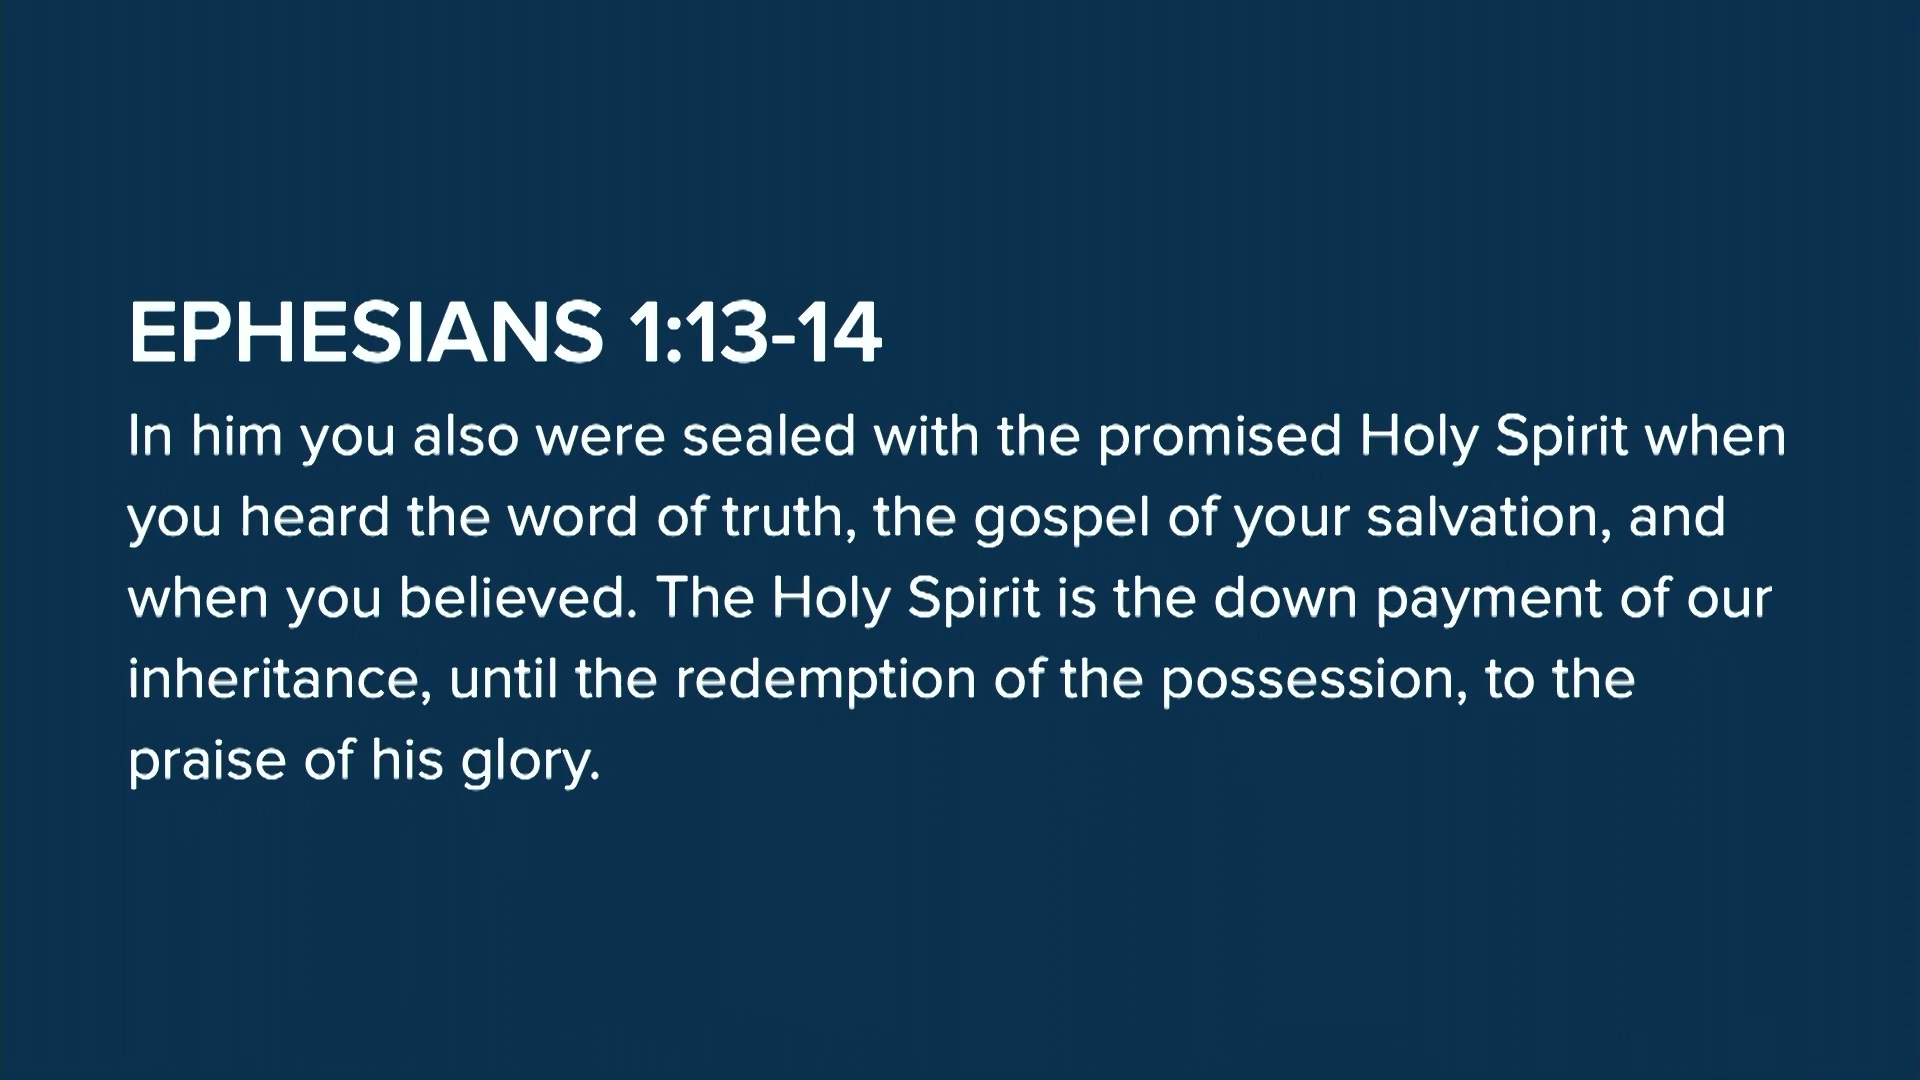 EPHESIANS 1:13-14
In him you also were sealed with the promised Holy Spirit when
you heard the word of truth, the gospel of your salvation, and
when you believed. The Holy Spirit is the down payment of our
inheritance, until the redemption of the possession, to the
praise of his glory.